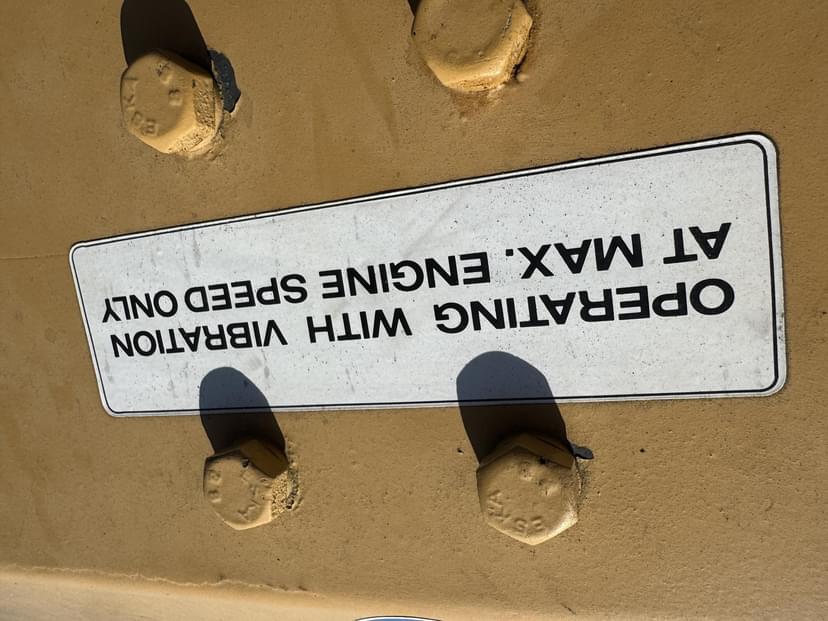 OPERATING WITH VIBRATION
AT MAX. ENGINE SPEED ONLY